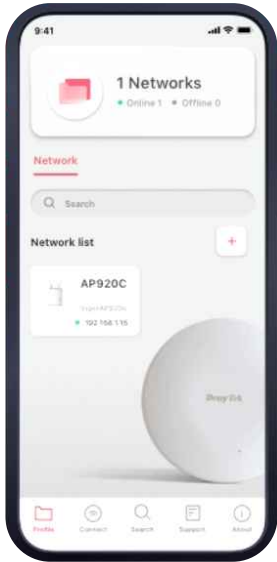 9:41
1 Networks
Online 1 Offline 0
Network
Search
Network list
+
AP920C
192.168.1.15
Profile
Connect
Search
Support
About